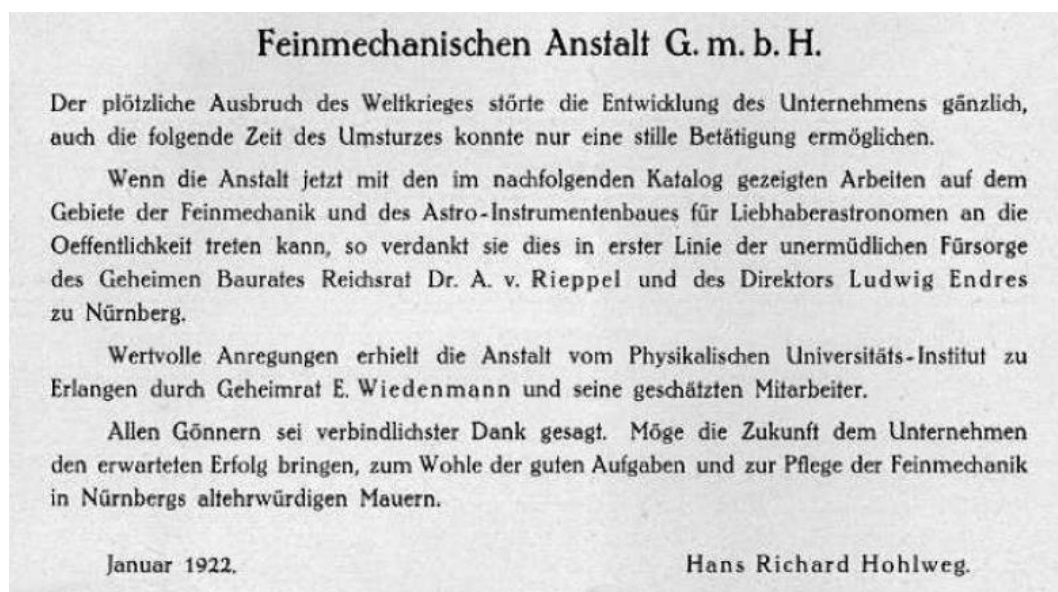 Feinmechanischen Anstalt G. m. b. H.
Der plötzliche Ausbruch des Weltkrieges störte die Entwicklung des Unternehmens gänzlich,
auch die folgende Zeit des Umsturzes konnte nur eine stille Betätigung ermöglichen.
Wenn die Anstalt jetzt mit den im nachfolgenden Katalog gezeigten Arbeiten auf dem
Gebiete der Feinmechanik und des Astro-Instrumentenbaues für Liebhaberastronomen an die
Oeffentlichkeit treten kann, so verdankt sie dies in erster Linie der unermüdlichen Fürsorge
des Geheimen Baurates Reichsrat Dr. A. v. Rieppel und des Direktors Ludwig Endres
zu Nürnberg.
Wertvolle Anregungen erhielt die Anstalt vom Physikalischen Universitäts-Institut zu
Erlangen durch Geheimrat E. Wiedenmann und seine geschätzten Mitarbeiter.
Allen Gönnern sei verbindlichster Dank gesagt. Möge die Zukunft dem Unternehmen
den erwarteten Erfolg bringen, zum Wohle der guten Aufgaben und zur Pflege der Feinmechanik
in Nürnbergs altehrwürdigen Mauern.
Januar 1922. Hans Richard Hohlweg.